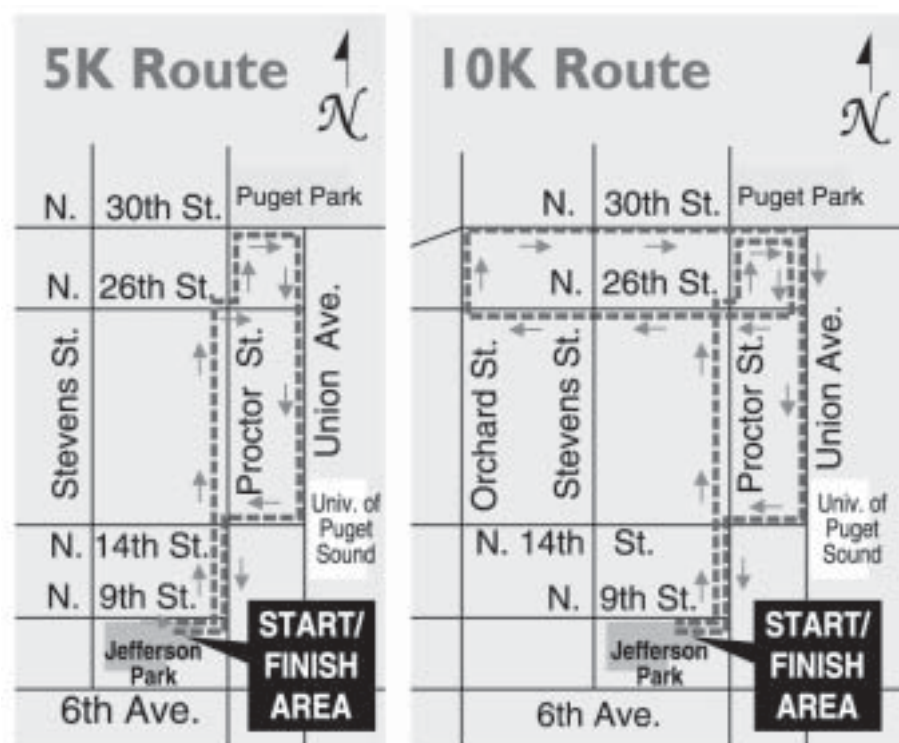 5K Route
N
N. 30th St.
Puget Park
N. 26th St.
Stevens St.
Proctor St.
Union Ave.
Univ. of
Puget
Sound
N. 14th St.
N. 9th St.
START/
FINISH
AREA
Jefferson
Park
6th Ave.
10K Route
N
N. 30th St.
Puget Park
N. 26th St.
Orchard St.
Stevens St.
Proctor St.
Union Ave.
Univ. of
Puget
Sound
N. 14th St.
N. 9th St.
START/
FINISH
AREA
Jefferson
Park
6th Ave.